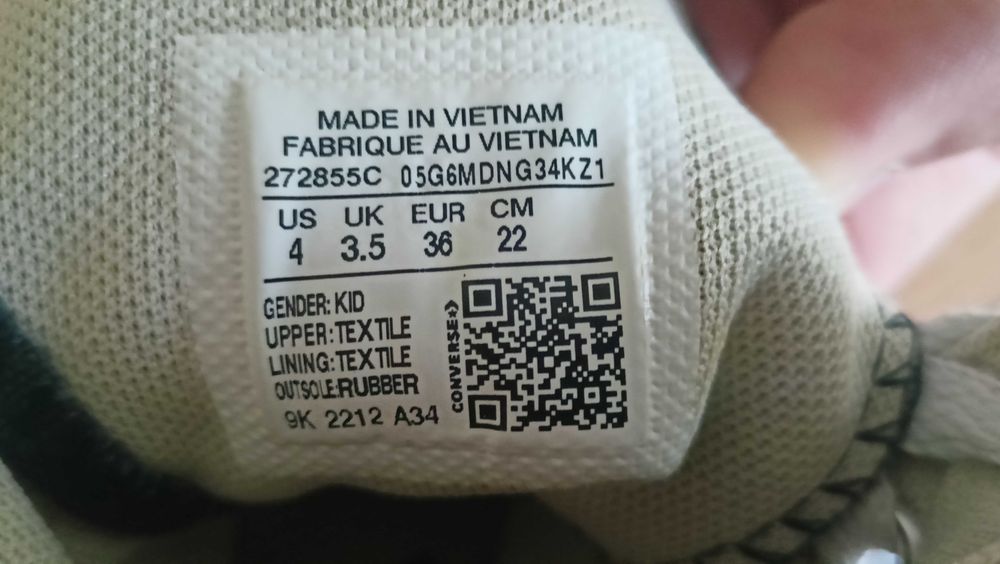 MADE IN VIETNAM
FABRIQUE AU VIETNAM
272855C 05G6MDNG34KZ1
US UK EUR CM
4 3.5 36 22
GENDER: KID
UPPER: TEXTILE
LINING: TEXTILE
OUTSOLE: RUBBER
9K 2212 A34
CONVERSE